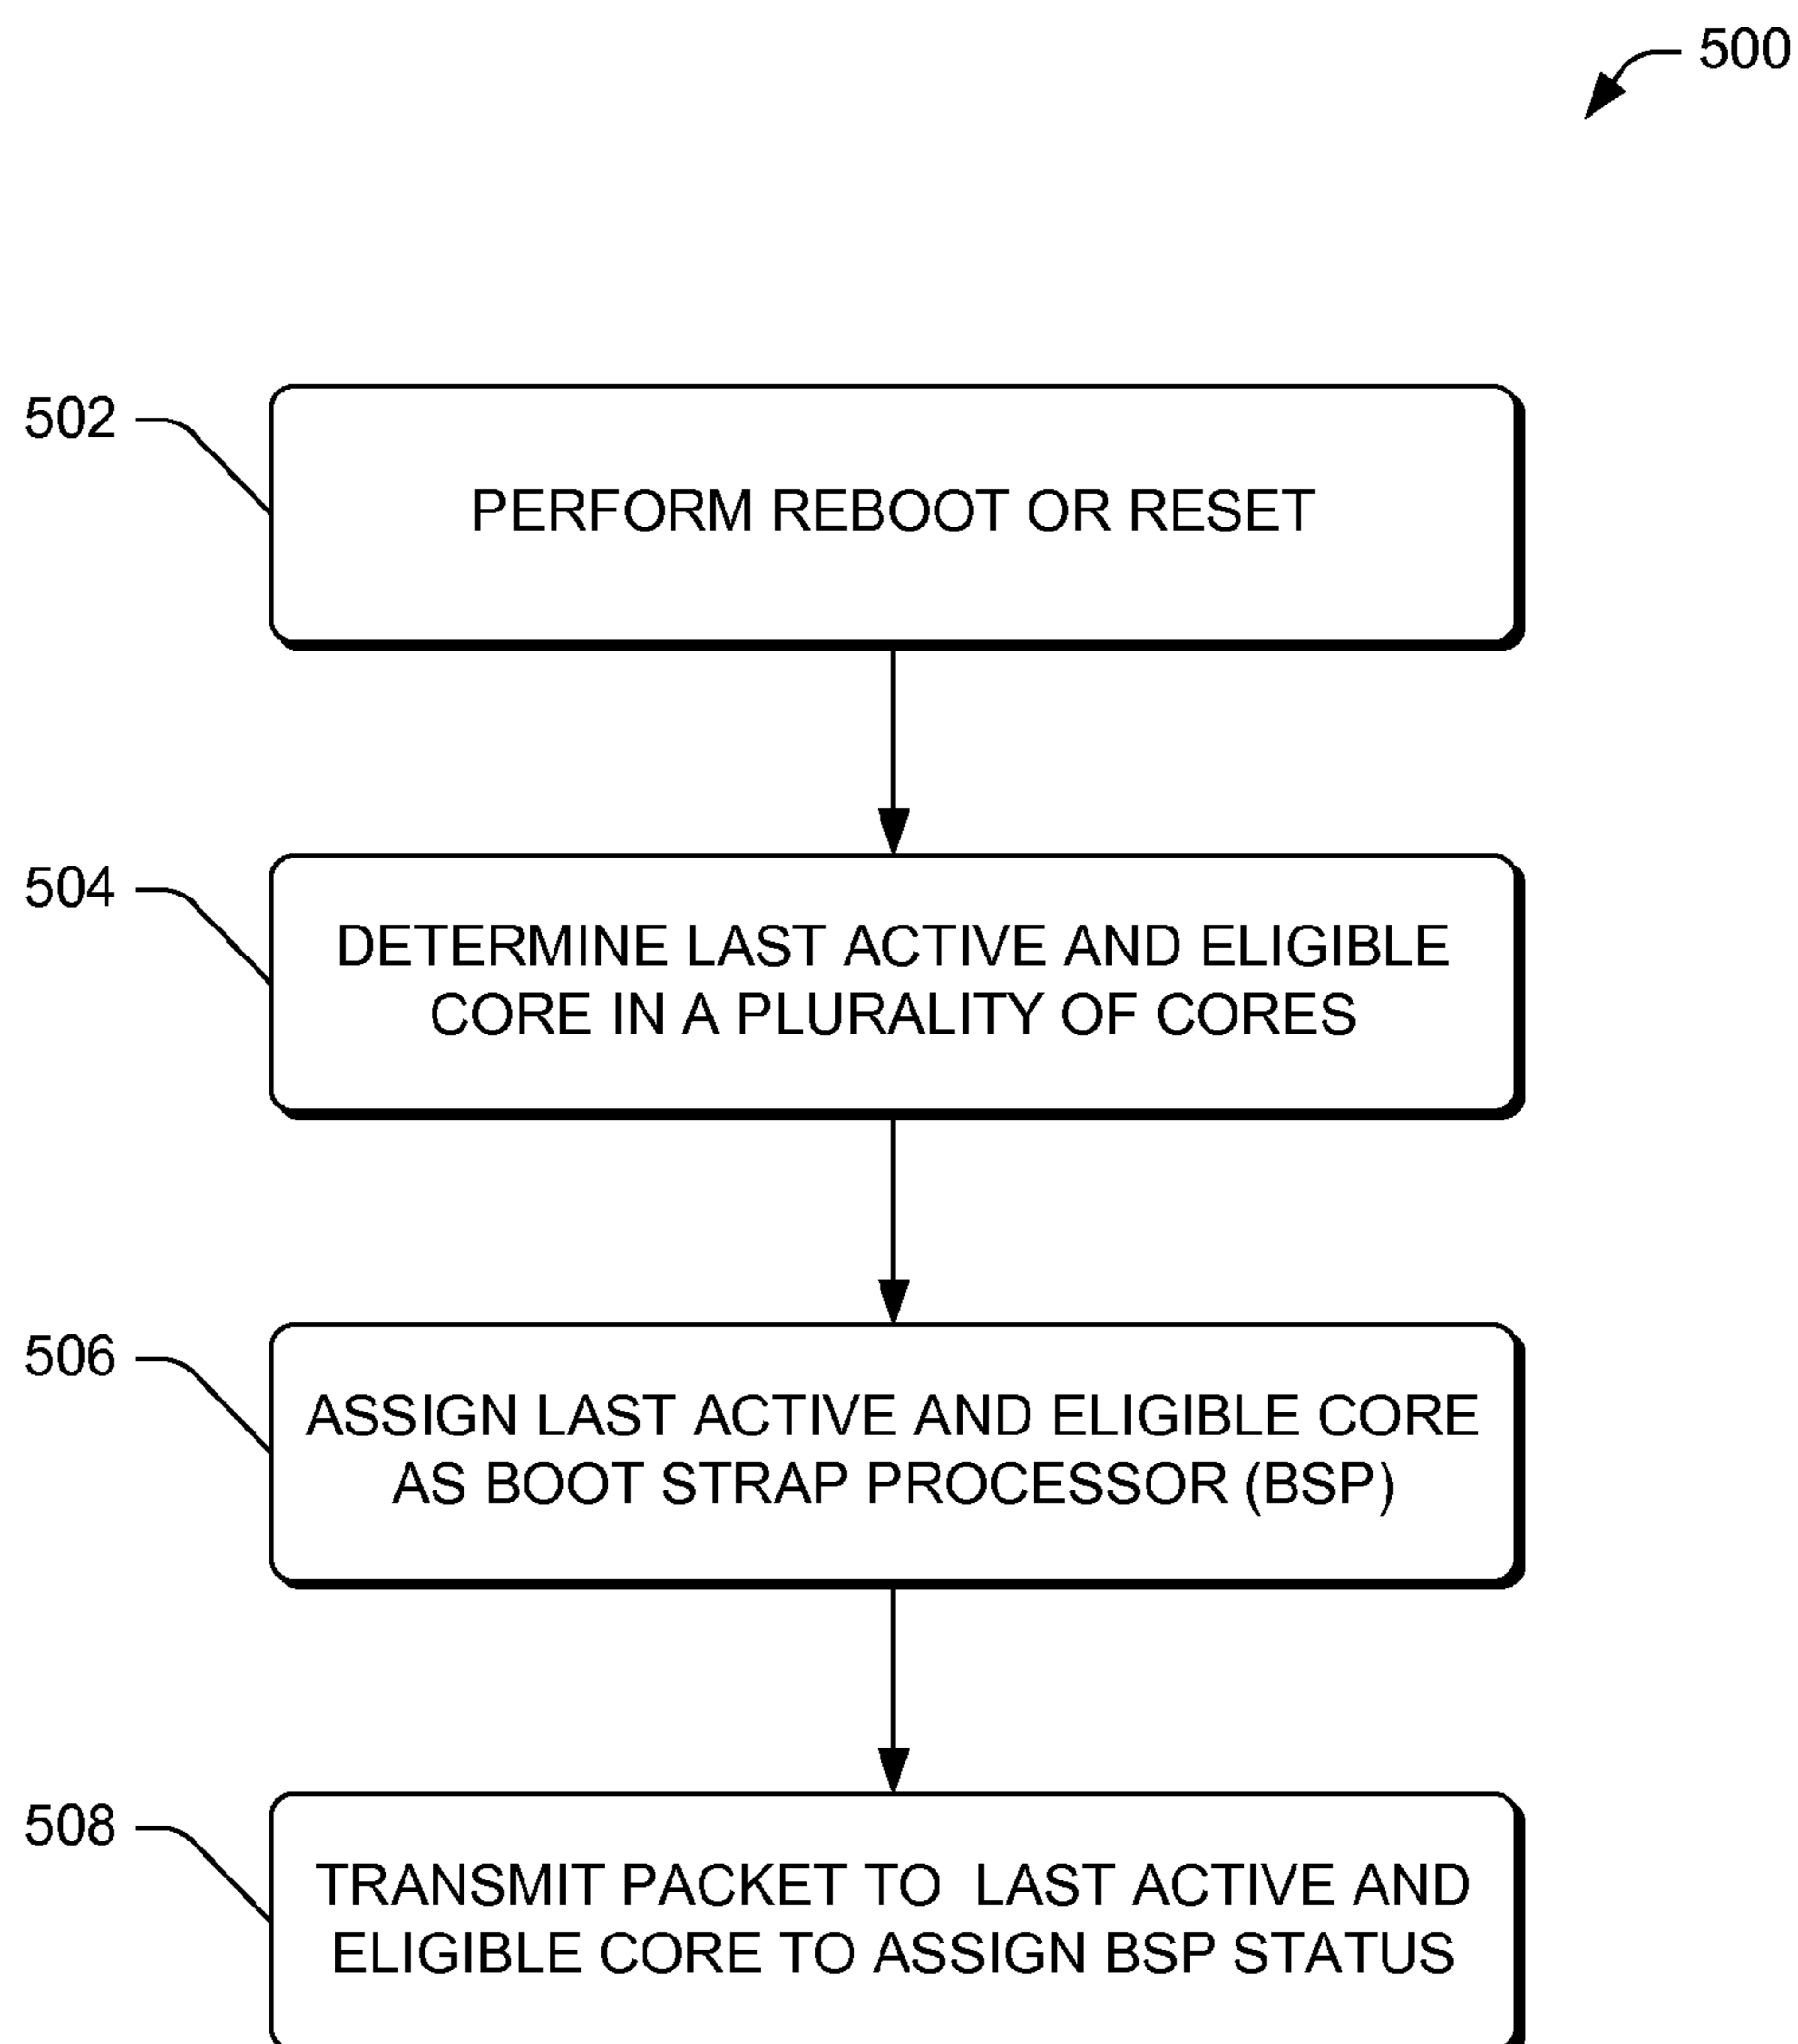 500
502
PERFORM REBOOT OR RESET
504
DETERMINE LAST ACTIVE AND ELIGIBLE
CORE IN A PLURALITY OF CORES
506
ASSIGN LAST ACTIVE AND ELIGIBLE CORE
AS BOOT STRAP PROCESSOR (BSP)
508
TRANSMIT PACKET TO LAST ACTIVE AND
ELIGIBLE CORE TO ASSIGN BSP STATUS